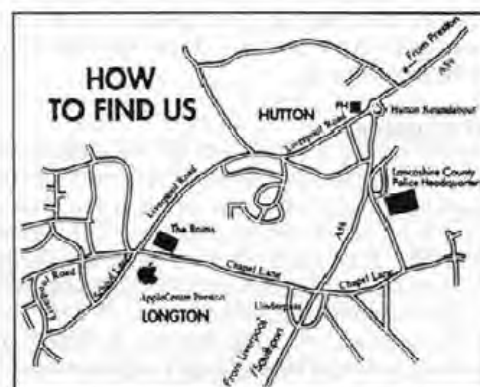 HOW
TO FIND US
From Preston
A59
HUTTON
PH
Hutton Roundabout
Liverpool Road
Lancashire County
Police Headquarters
Liverpool Road
The Rams
A59
Chapel Lane
Chapel Lane
Liverpool Road
School Lane
AppleCentre Preston
LONGTON
Underpass
From Liverpool
/Southport